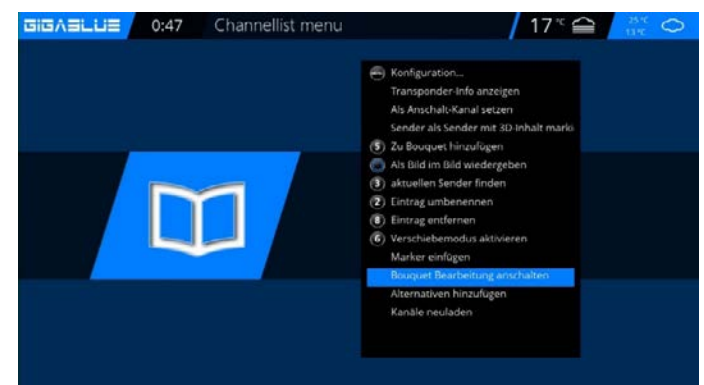 GIGABLUE 0:47 Channellist menu 17°C 25°C
13°C
MENU Konfiguration...
Transponder-Info anzeigen
Als Anschalt-Kanal setzen
Sender als Sender mit 3D-Inhalt marki
5 Zu Bouquet hinzufügen
Als Bild im Bild wiedergeben
3 aktuellen Sender finden
2 Eintrag umbenennen
8 Eintrag entfernen
6 Verschiebemodus aktivieren
Marker einfügen
Bouquet Bearbeitung anschalten
Alternativen hinzufügen
Kanäle neuladen